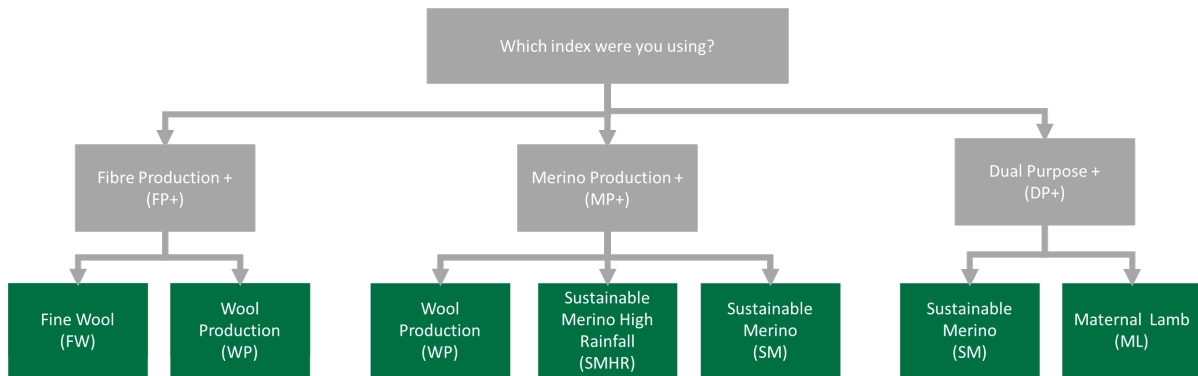 Which index were you using?
Fibre Production +
(FP+)
Merino Production +
(MP+)
Dual Purpose +
(DP+)
Fine Wool
(FW)
Wool
Production
(WP)
Wool
Production
(WP)
Sustainable
Merino High
Rainfall
(SMHR)
Sustainable
Merino
(SM)
Sustainable
Merino
(SM)
Maternal Lamb
(ML)